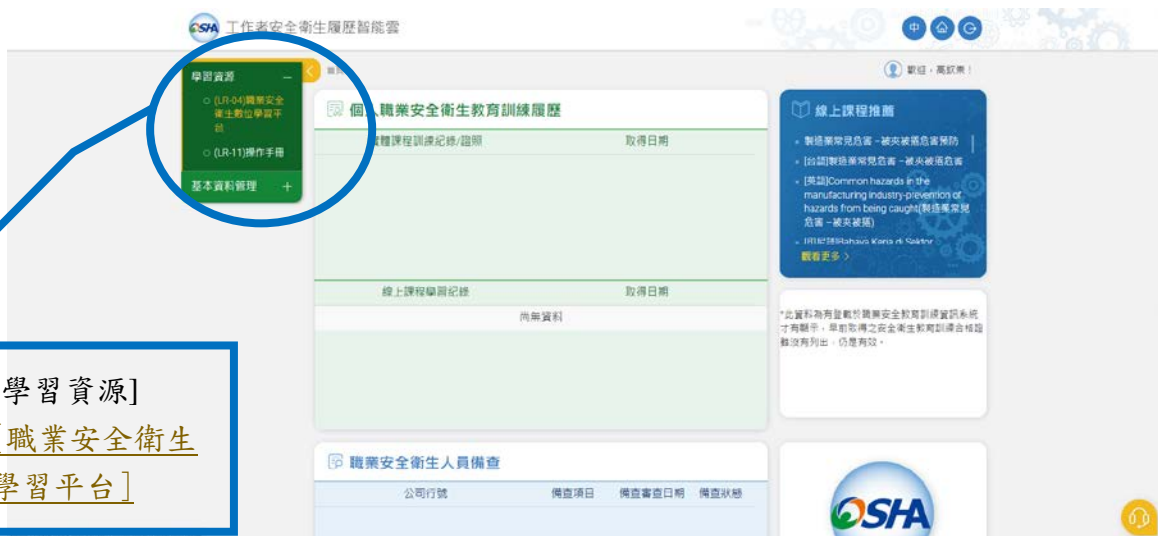 OSHA 工作者安全衛生履歷智能雲
中
學習資源
(LR-04)職業安全
衛生數位學習平
台
(LR-11)操作手冊
基本資料管理
歡迎,高釵東!
個人職業安全衛生教育訓練履歷
實體課程訓練紀錄/證照 取得日期
線上課程學習紀錄 取得日期
尚無資料
線上課程推薦
製造業常見危害-被夾被捲危害預防
[台語]製造業常見危害-被夾被捲危害
[英語]Common hazards in the
manufacturing industry-prevention of
hazards from being caught(製造業常見
危害-被夾被捲)
觀看更多
*此資料為有登載於職業安全教育訓練資訊系統
才有顯示,早前取得之安全衛生教育訓練合格證
雖沒有列出,仍是有效。
學習資源]
[職業安全衛生
學習平台]
職業安全衛生人員備查
公司行號 備查項目 備查審查日期 備查狀態
OSHA